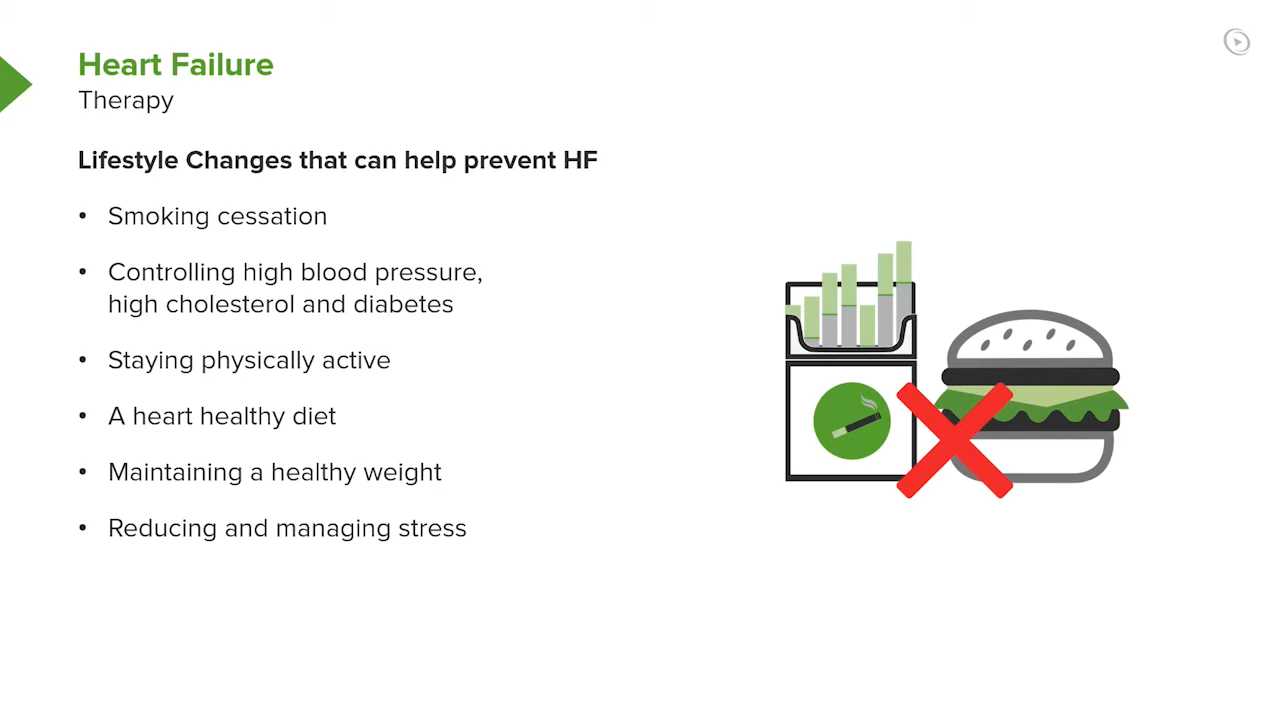 Heart Failure
Therapy
Lifestyle Changes that can help prevent HF
• Smoking cessation
• Controlling high blood pressure,
high cholesterol and diabetes
• Staying physically active
• A heart healthy diet
• Maintaining a healthy weight
• Reducing and managing stress